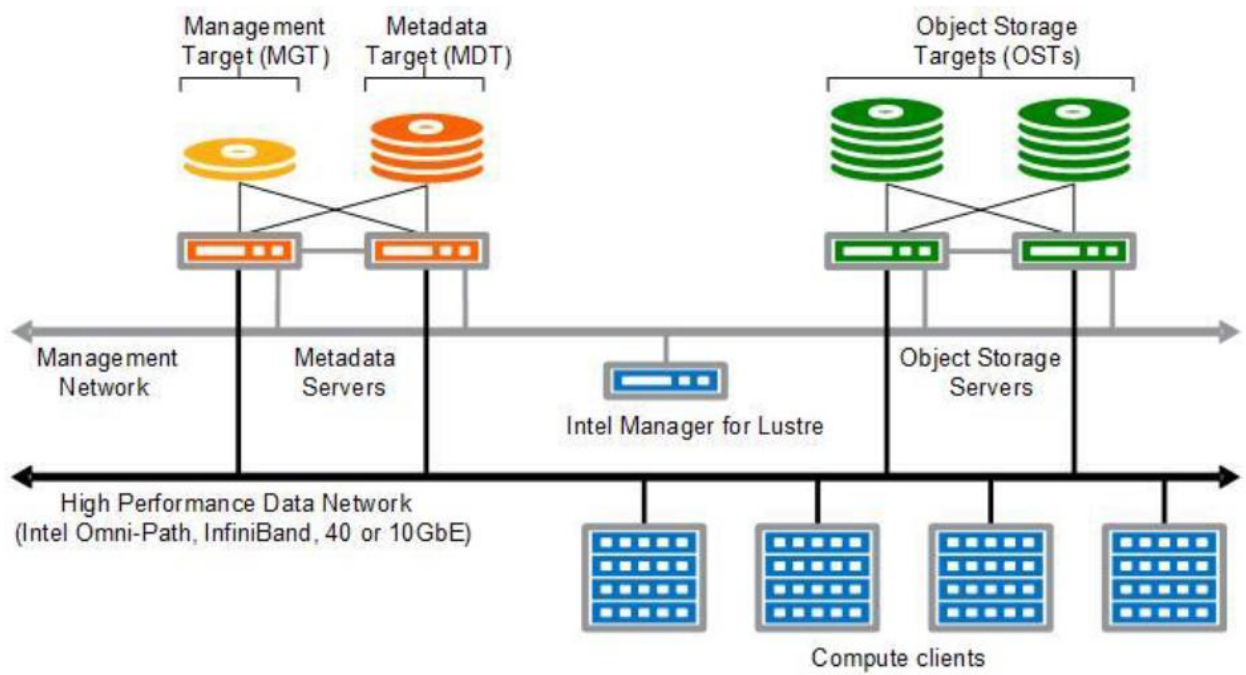 Management
Target (MGT)
Metadata
Target (MDT)
Object Storage
Targets (OSTs)
Management
Network
Metadata
Servers
Object Storage
Servers
Intel Manager for Lustre
High Performance Data Network
(Intel Omni-Path, InfiniBand, 40 or 10GbE)
Compute clients